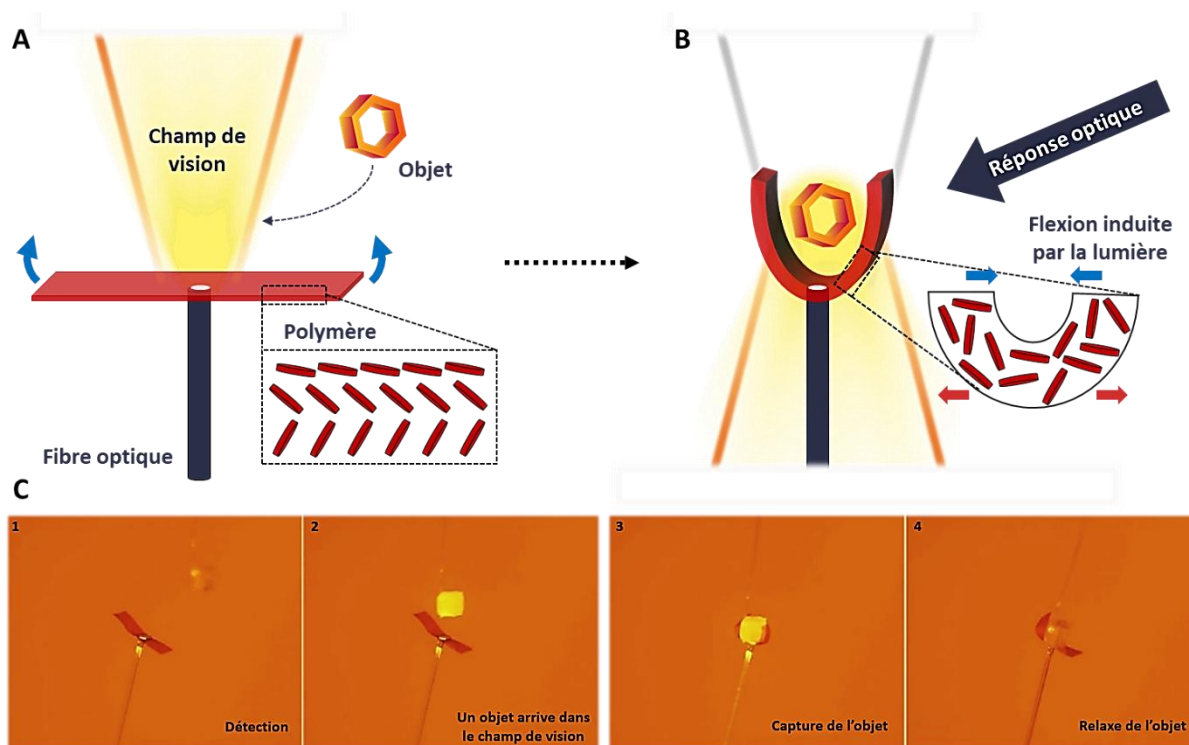 A
Champ de
vision
Objet
Polymère
Fibre optique
B
Réponse optique
Flexion induite
par la lumière
C
1
Détection
2
Un objet arrive dans
le champ de vision
3
Capture de l'objet
4
Relaxe de l'objet